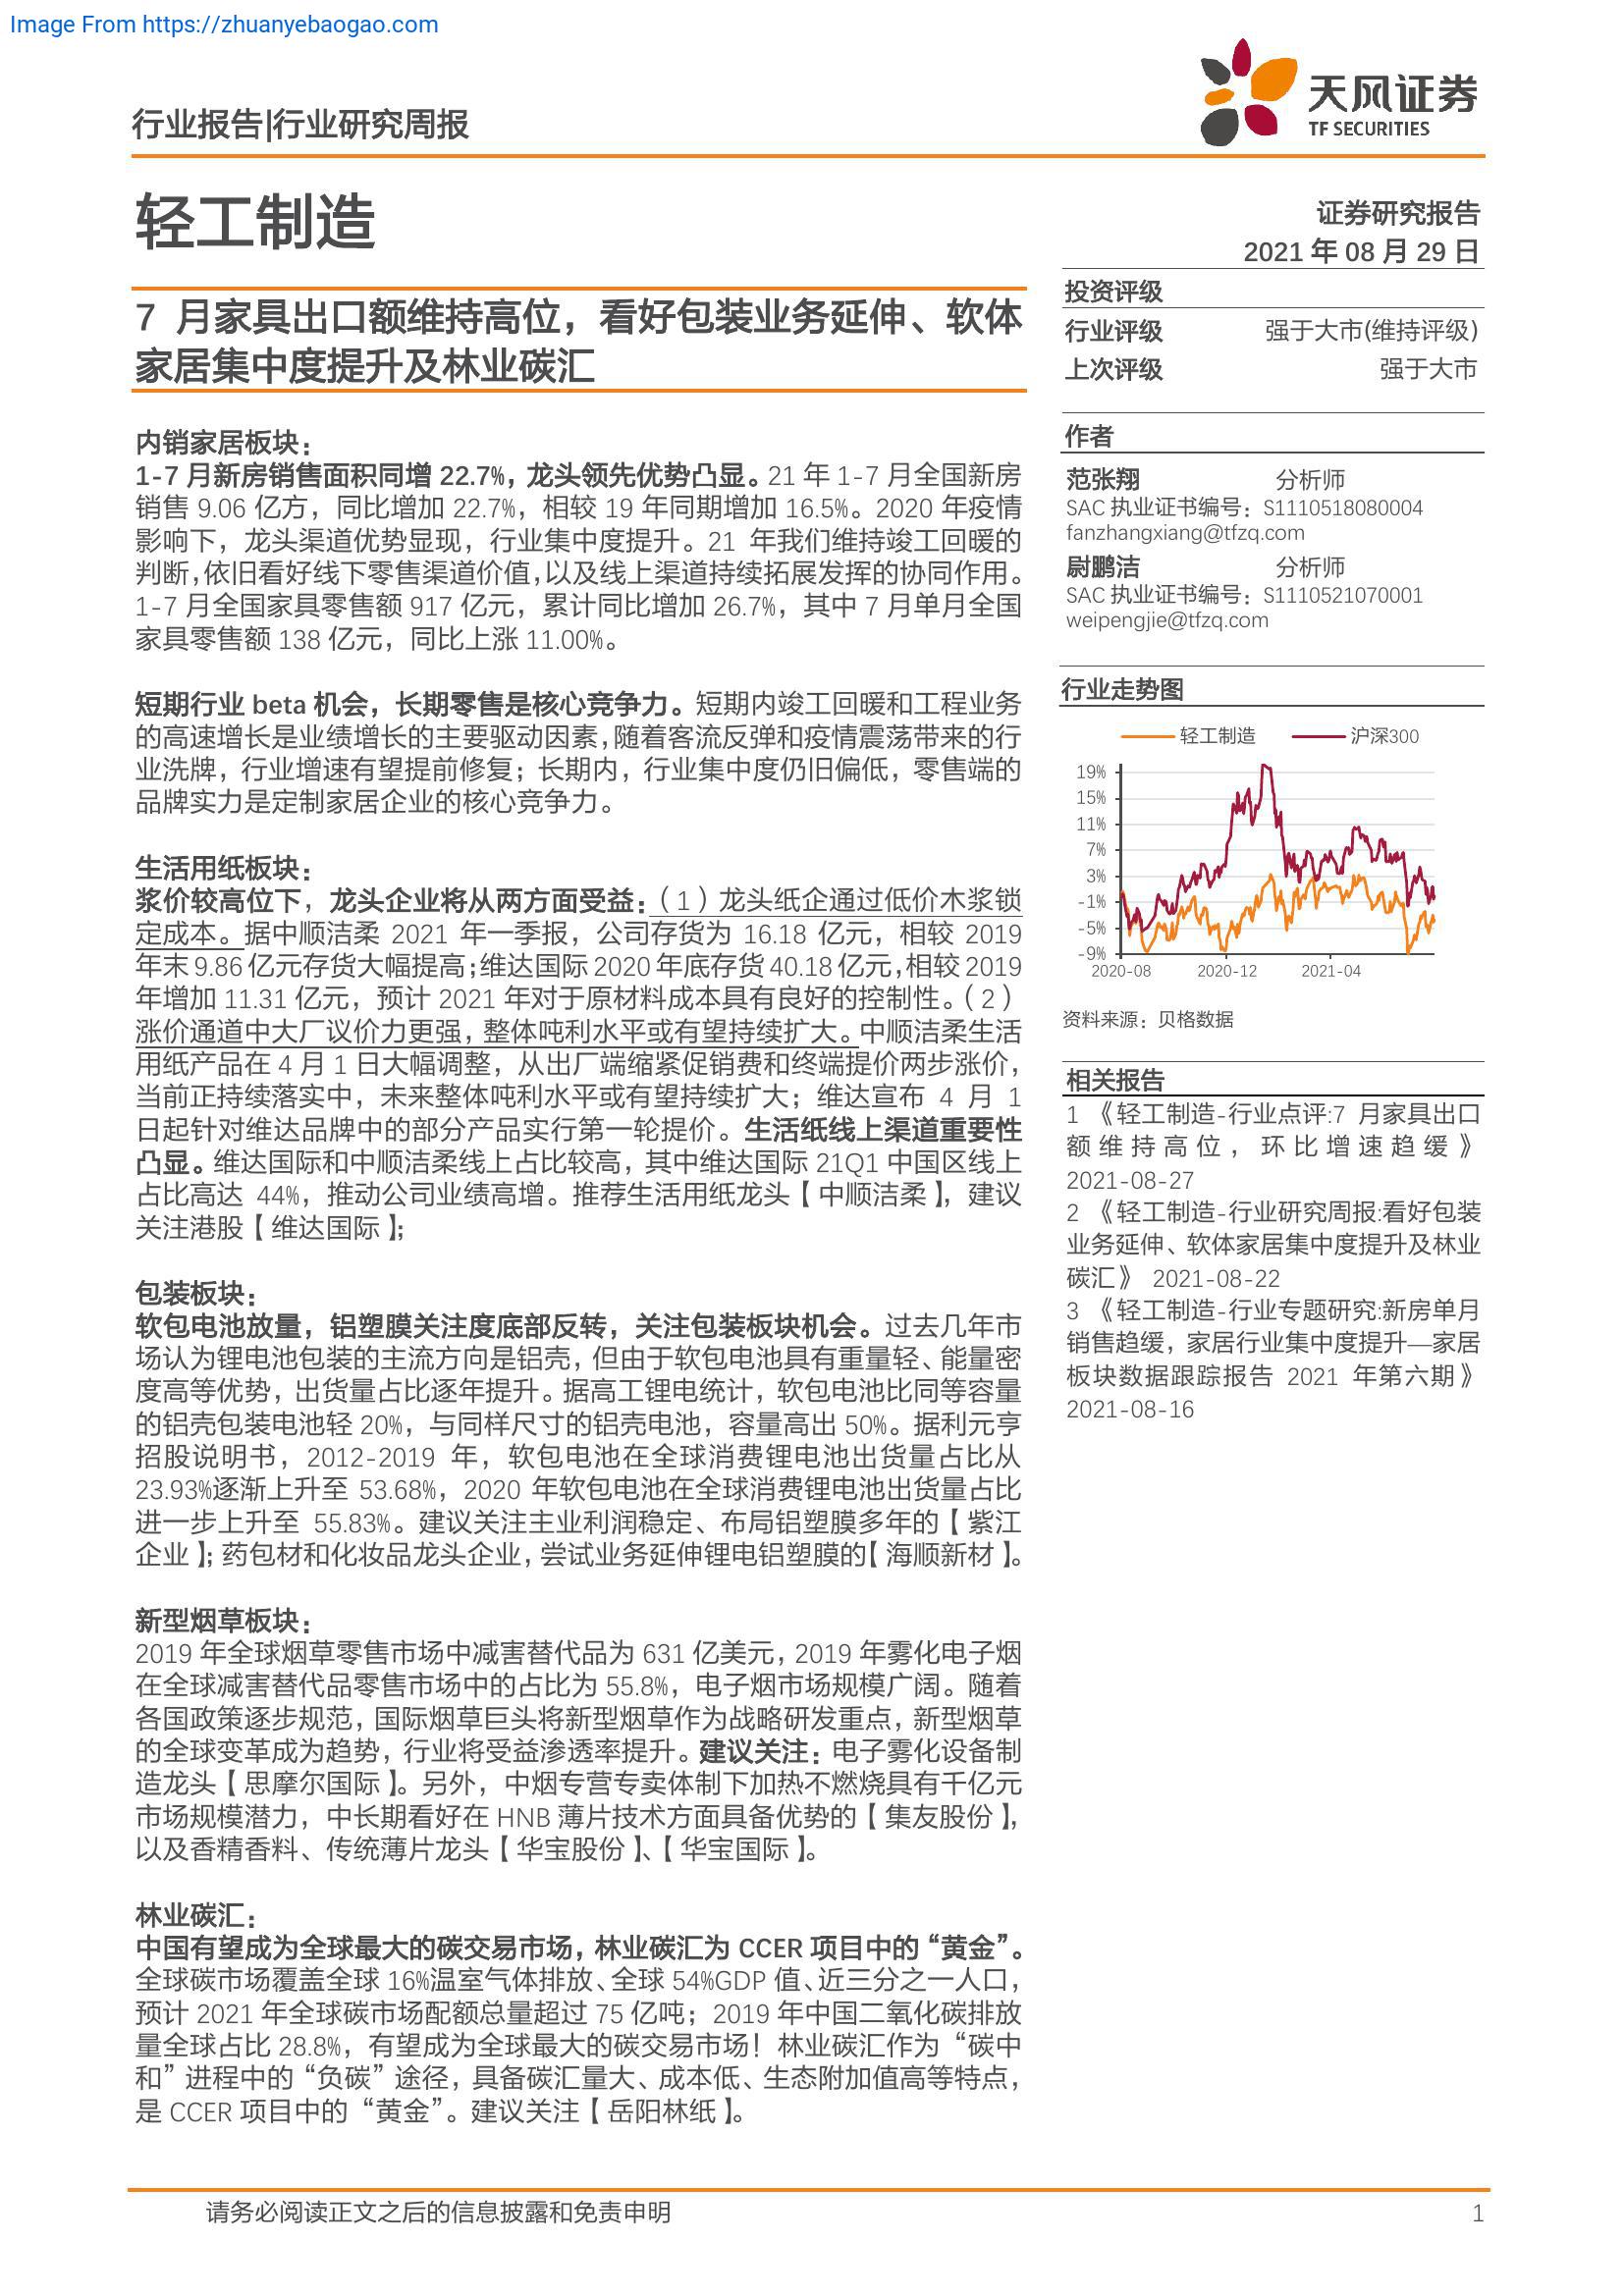 Image From https://zhuanyebaogao.com
行业报告|行业研究周报
天风证券
TF SECURITIES
轻工制造
证券研究报告
2021 年 08 月 29 日
7 月家具出口额维持高位，看好包装业务延伸、软体
家居集中度提升及林业碳汇
内销家居板块：
1-7 月新房销售面积同增 22.7%，龙头领先优势凸显。21 年 1-7 月全国新房
销售 9.06 亿方，同比增加 22.7%，相较 19 年同期增加 16.5%。2020 年疫情
影响下，龙头渠道优势显现，行业集中度提升。21 年我们维持竣工回暖的
判断，依旧看好线下零售渠道价值，以及线上渠道持续拓展发挥的协同作用。
1-7 月全国家具零售额 917 亿元，累计同比增加 26.7%，其中 7 月单月全国
家具零售额 138 亿元，同比上涨 11.00%。
短期行业 beta 机会，长期零售是核心竞争力。短期内竣工回暖和工程业务
的高速增长是业绩增长的主要驱动因素，随着客流反弹和疫情震荡带来的行
业洗牌，行业增速有望提前修复；长期内，行业集中度仍旧偏低，零售端的
品牌实力是定制家居企业的核心竞争力。
生活用纸板块：
浆价较高位下，龙头企业将从两方面受益：（1）龙头纸企通过低价木浆锁
定成本。据中顺洁柔 2021 年一季报，公司存货为 16.18 亿元，相较 2019
年末 9.86 亿元存货大幅提高；维达国际 2020 年底存货 40.18 亿元，相较 2019
年增加 11.31 亿元，预计 2021 年对于原材料成本具有良好的控制性。（2）
涨价通道中大厂议价力更强，整体吨利水平或有望持续扩大。中顺洁柔生活
用纸产品在 4 月 1 日大幅调整，从出厂端缩紧促销费和终端提价两步涨价，
当前正持续落实中，未来整体吨利水平或有望持续扩大；维达宣布 4 月 1
日起针对维达品牌中的部分产品实行第一轮提价。生活纸线上渠道重要性
凸显。维达国际和中顺洁柔线上占比较高，其中维达国际 21Q1 中国区线上
占比高达 44%，推动公司业绩高增。推荐生活用纸龙头【中顺洁柔】，建议
关注港股【维达国际】；
包装板块：
软包电池放量，铝塑膜关注度底部反转，关注包装板块机会。过去几年市
场认为锂电池包装的主流方向是铝壳，但由于软包电池具有重量轻、能量密
度高等优势，出货量占比逐年提升。据高工锂电统计，软包电池比同等容量
的铝壳包装电池轻 20%，与同样尺寸的铝壳电池，容量高出 50%。据利元亨
招股说明书，2012-2019 年，软包电池在全球消费锂电池出货量占比从
23.93%逐渐上升至 53.68%，2020 年软包电池在全球消费锂电池出货量占比
进一步上升至 55.83%。建议关注主业利润稳定、布局铝塑膜多年的【紫江
企业】；药包材和化妆品龙头企业，尝试业务延伸锂电铝塑膜的【海顺新材】。
新型烟草板块：
2019 年全球烟草零售市场中减害替代品为 631 亿美元，2019 年雾化电子烟
在全球减害替代品零售市场中的占比为 55.8%，电子烟市场规模广阔。随着
各国政策逐步规范，国际烟草巨头将新型烟草作为战略研发重点，新型烟草
的全球变革成为趋势，行业将受益渗透率提升。建议关注：电子雾化设备制
造龙头【思摩尔国际】。另外，中烟专营专卖体制下加热不燃烧具有千亿元
市场规模潜力，中长期看好在 HNB 薄片技术方面具备优势的【集友股份】，
以及香精香料、传统薄片龙头【华宝股份】、【华宝国际】。
林业碳汇：
中国有望成为全球最大的碳交易市场，林业碳汇为 CCER 项目中的“黄金”。
全球碳市场覆盖全球 16%温室气体排放、全球 54%GDP 值、近三分之一人口，
预计 2021 年全球碳市场配额总量超过 75 亿吨；2019 年中国二氧化碳排放
量全球占比 28.8%，有望成为全球最大的碳交易市场！林业碳汇作为“碳中
和”进程中的“负碳”途径，具备碳汇量大、成本低、生态附加值高等特点，
是 CCER 项目中的“黄金”。建议关注【岳阳林纸】。
投资评级
行业评级 强于大市(维持评级)
上次评级 强于大市
作者
范张翔 分析师
SAC 执业证书编号：S1110518080004
fanzhangxiang@tfzq.com
尉鹏洁 分析师
SAC 执业证书编号：S1110521070001
weipengjie@tfzq.com
行业走势图
轻工制造 沪深300
19%
15%
11%
7%
3%
-1%
-5%
-9%
2020-08 2020-12 2021-04
资料来源：贝格数据
相关报告
1 《轻工制造-行业点评:7 月家具出口
额维持高位，环比增速趋缓》
2021-08-27
2 《轻工制造-行业研究周报:看好包装
业务延伸、软体家居集中度提升及林业
碳汇》 2021-08-22
3 《轻工制造-行业专题研究:新房单月
销售趋缓，家居行业集中度提升—家居
板块数据跟踪报告 2021 年第六期》
2021-08-16
请务必阅读正文之后的信息披露和免责申明
1